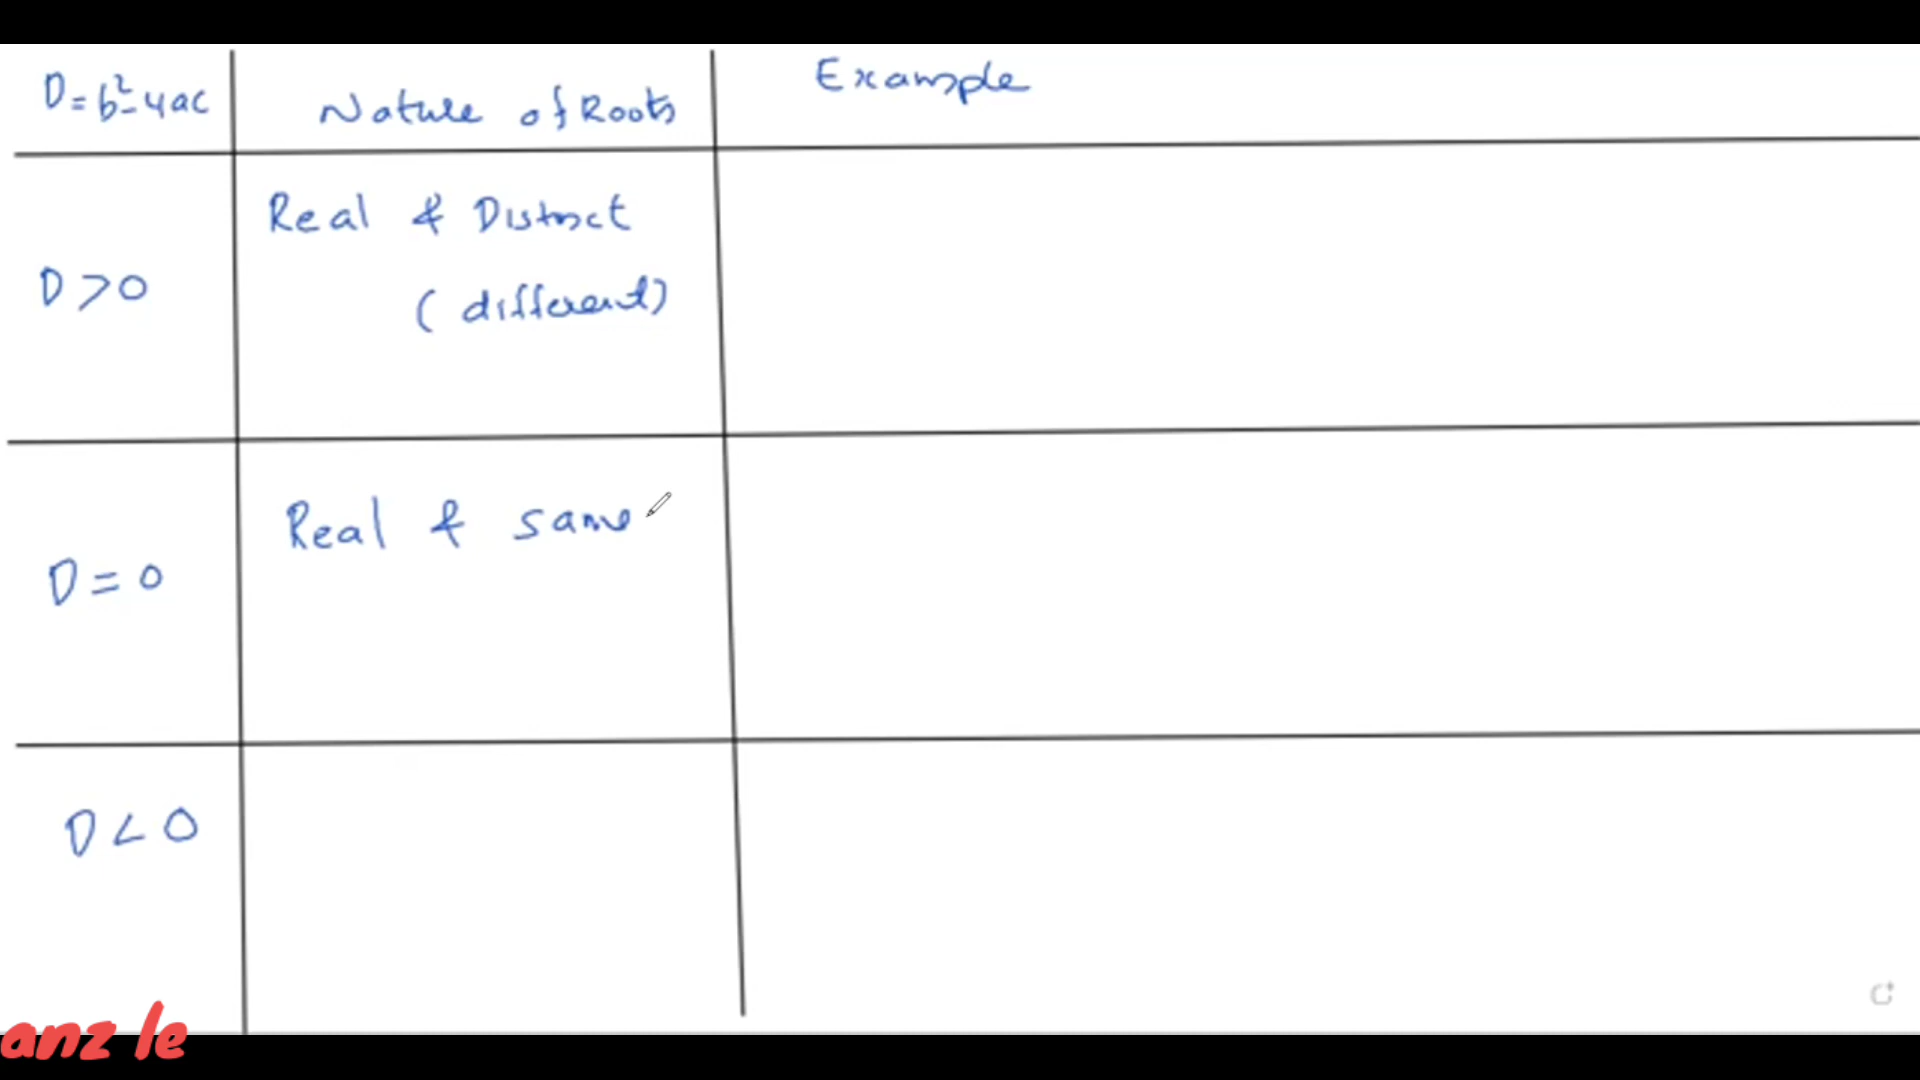 D = b² - 4ac
Nature of Roots
Example
D > 0
Real & Distinct
(different)
D = 0
Real & same
D < 0
anz le